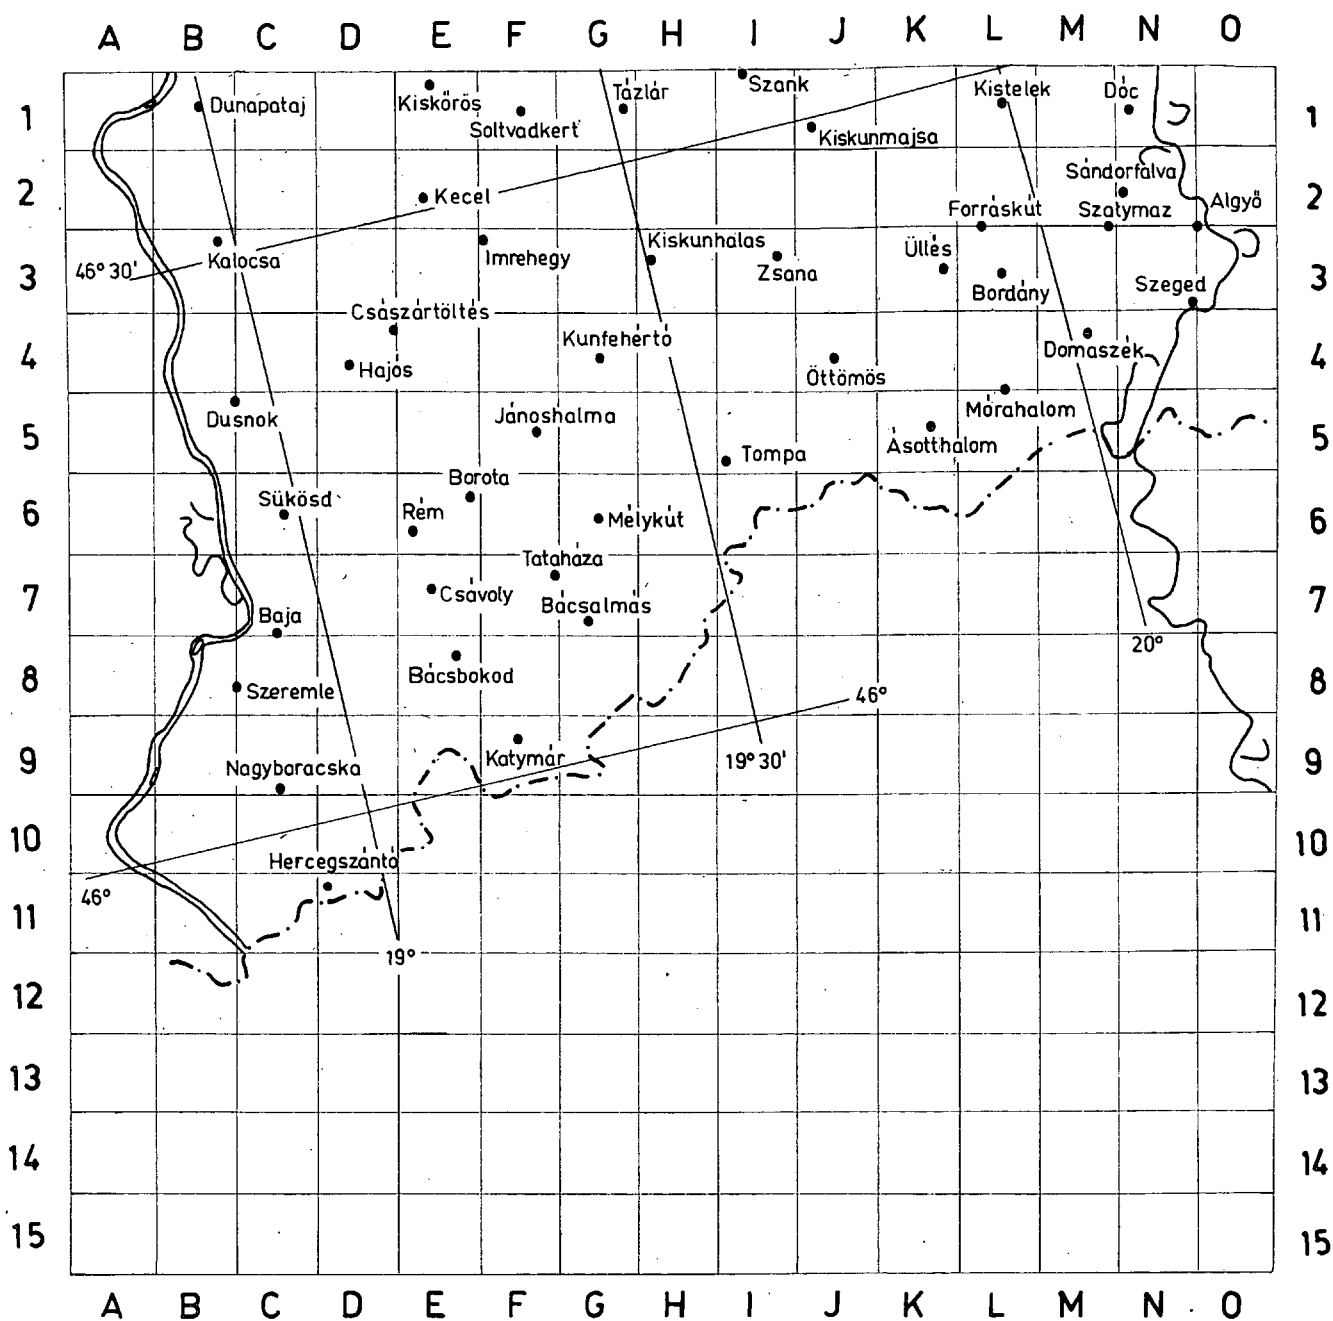 A B C D E F G H I J K L M N O
Szank
Kiskőrös
Tázlár
Kistelek
Dóc
Dunapataj
1
1
Soltvadkert
Kiskunmajsa
Sándorfalva
2
2
Kecel
Forráskút
Szatymaz
Algyő
Kiskunhalas
Üllés
Kalocsa
Imrehegy
46° 30'
Zsana
3
3
Bordány
Szeged
Császártöltés
Kunfehértó
Domaszék
4
4
Hajós
Öttömös
Mórahalom
Dusnok
Jánoshalma
5
5
Ásotthalom
Tompa
Borota
Sükösd
Rém
6
6
Mélykút
Tataháza
7
7
Csávoly
Bácsalmás
Baja
20°
Bácsbokod
8
8
Szeremle
46°
Katymár
19° 30'
9
9
Nagybaracska
10
10
Hercegszántó
46°
11
11
19°
12
12
13
13
14
14
15
15
A B C D E F G H I J K L M N O